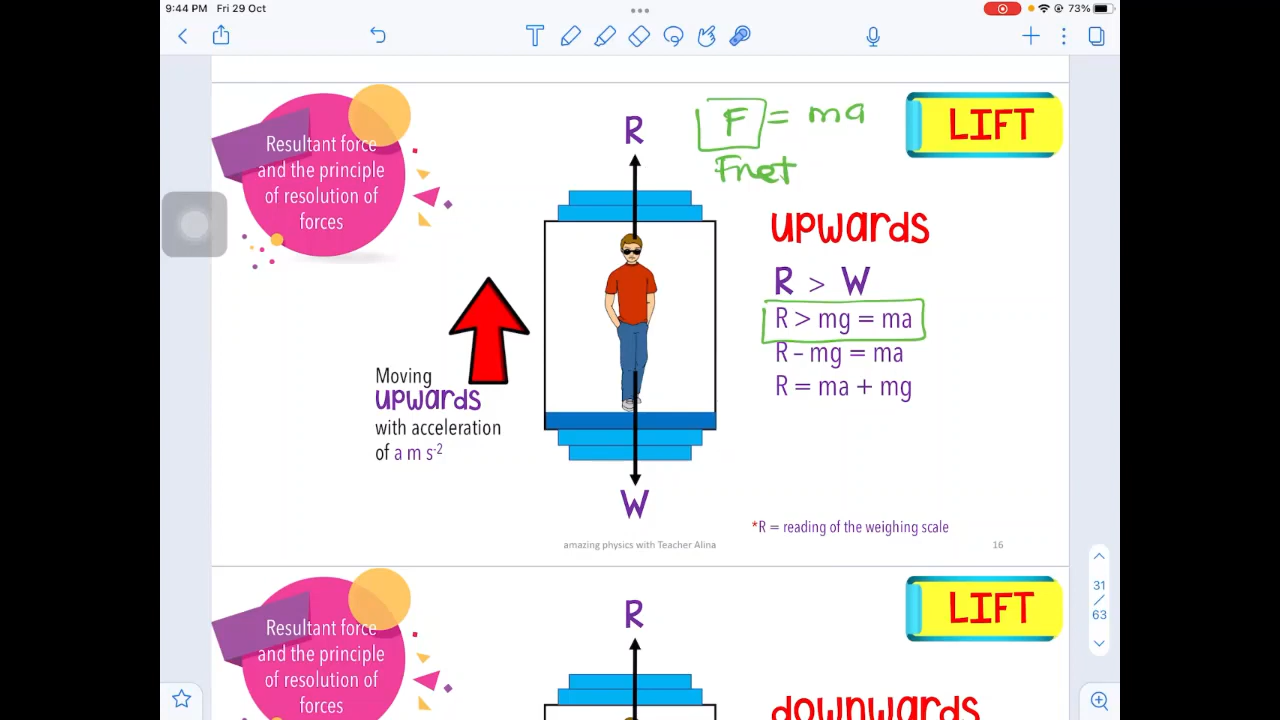 9:44 PM Fri 29 Oct
73%
Resultant force
and the principle
of resolution of
forces
R
F = ma
Fnet
LIFT
upwards
R > W
R > mg = ma
R – mg = ma
R = ma + mg
Moving
upwards
with acceleration
of a m s-2
W
*R = reading of the weighing scale
amazing physics with Teacher Alina
16
31
/
63
Resultant force
and the principle
of resolution of
forces
R
LIFT
downwards